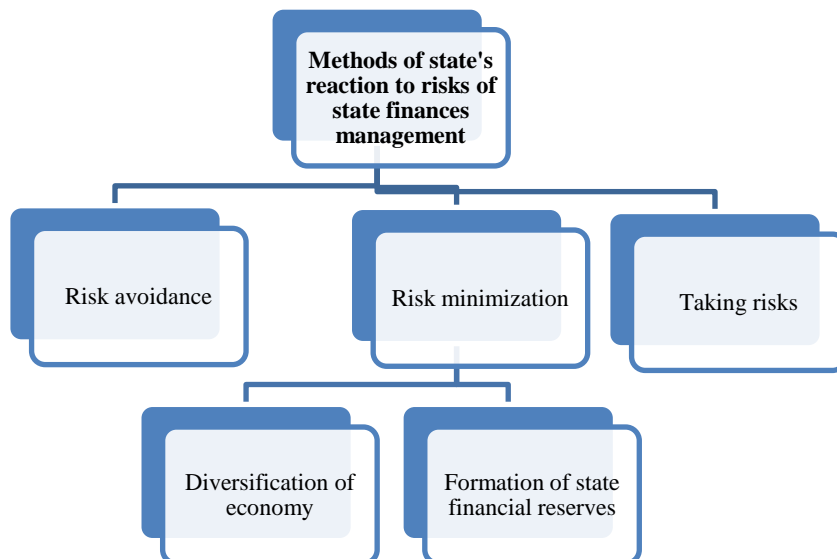 Methods of state's
reaction to risks of
state finances
management
Risk avoidance
Risk minimization
Taking risks
Diversification of
economy
Formation of state
financial reserves